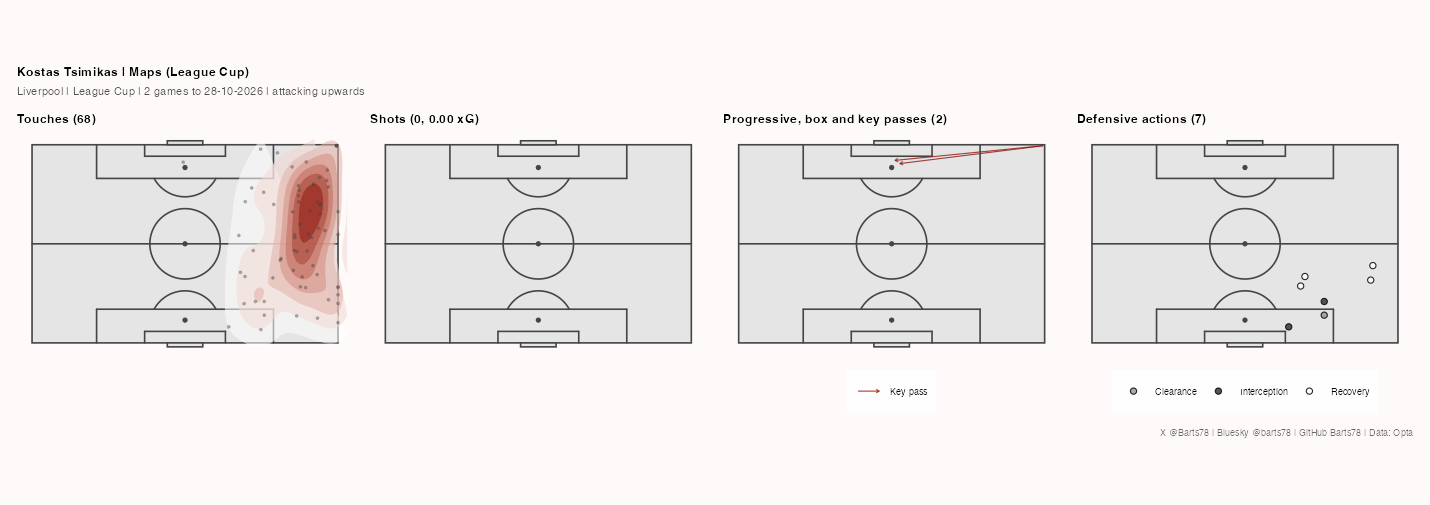 Kostas Tsimikas | Maps (League Cup)
Liverpool | League Cup | 2 games to 28-10-2026 | attacking upwards
Touches (68)
Shots (0, 0.00 xG)
Progressive, box and key passes (2)
Defensive actions (7)
Key pass
Clearance
Interception
Recovery
X @Barts78 | Bluesky @barts78 | GitHub Barts78 | Data: Opta